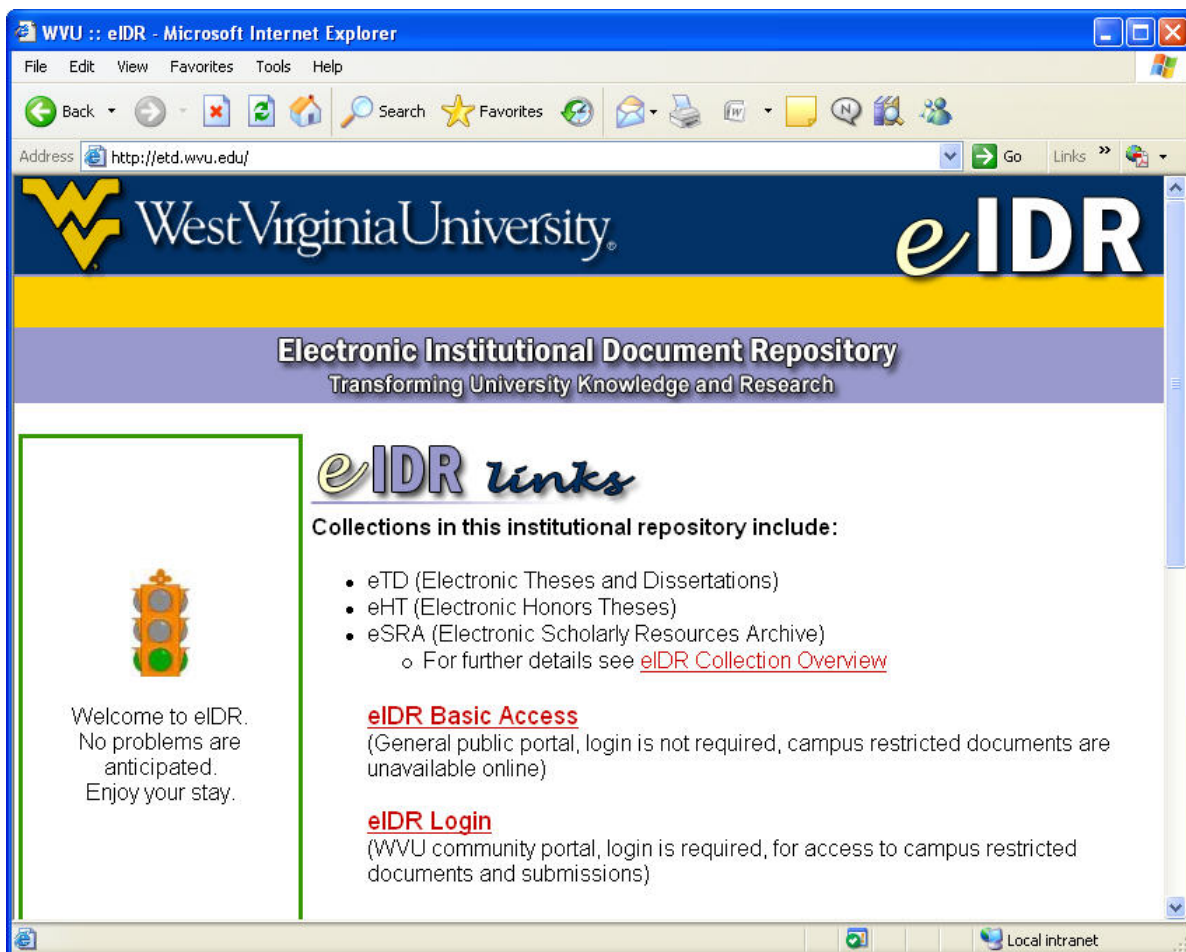 WVU :: eIDR - Microsoft Internet Explorer
File Edit View Favorites Tools Help
Back Search Favorites
Address http://etd.wvu.edu/ Go Links »
West Virginia University® eIDR
Electronic Institutional Document Repository
Transforming University Knowledge and Research
eIDR links
Collections in this institutional repository include:
• eTD (Electronic Theses and Dissertations)
• eHT (Electronic Honors Theses)
• eSRA (Electronic Scholarly Resources Archive)
o For further details see eIDR Collection Overview
eIDR Basic Access
(General public portal, login is not required, campus restricted documents are
unavailable online)
eIDR Login
(WVU community portal, login is required, for access to campus restricted
documents and submissions)
Welcome to eIDR.
No problems are
anticipated.
Enjoy your stay.
Local intranet